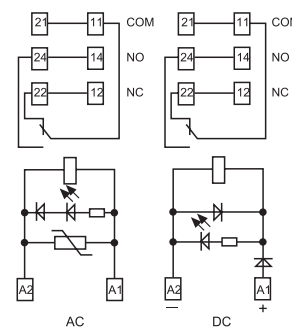 21 11 COM 21 11 COM
24 14 NO 24 14 NO
22 12 NC 22 12 NC
A2 A1 A2 A1
— +
AC DC